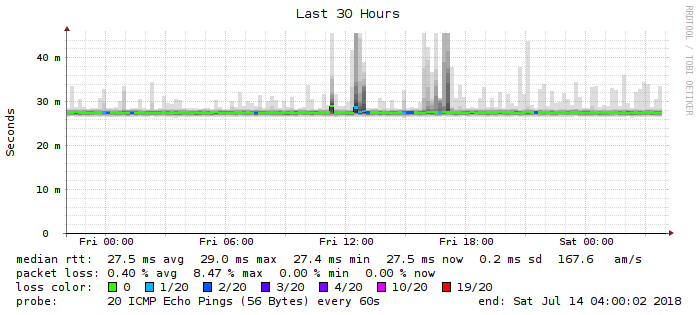 Last 30 Hours
RRDTOOL / TOBI OETIKER
Seconds
40 m
30 m
20 m
10 m
0
Fri 00:00 Fri 06:00 Fri 12:00 Fri 18:00 Sat 00:00
median rtt: 27.5 ms avg 29.0 ms max 27.4 ms min 27.5 ms now 0.2 ms sd 167.6 am/s
packet loss: 0.40 % avg 8.47 % max 0.00 % min 0.00 % now
loss color: 0 1/20 2/20 3/20 4/20 10/20 19/20
probe: 20 ICMP Echo Pings (56 Bytes) every 60s end: Sat Jul 14 04:00:02 2018